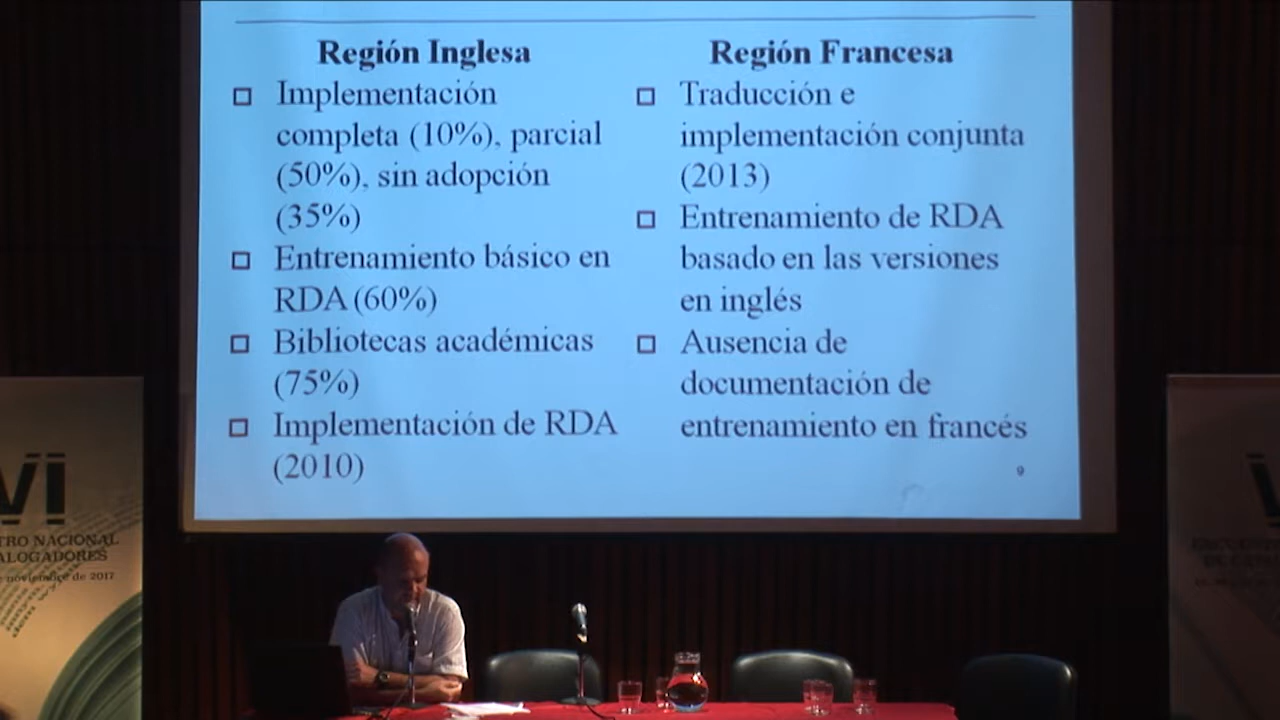 Región Inglesa
Implementación
completa (10%), parcial
(50%), sin adopción
(35%)
Entrenamiento básico en
RDA (60%)
Bibliotecas académicas
(75%)
Implementación de RDA
(2010)
Región Francesa
Traducción e
implementación conjunta
(2013)
Entrenamiento de RDA
basado en las versiones
en inglés
Ausencia de
documentación de
entrenamiento en francés
9
VI
TRO NACIONAL
ALOGADORES
noviembre de 2017